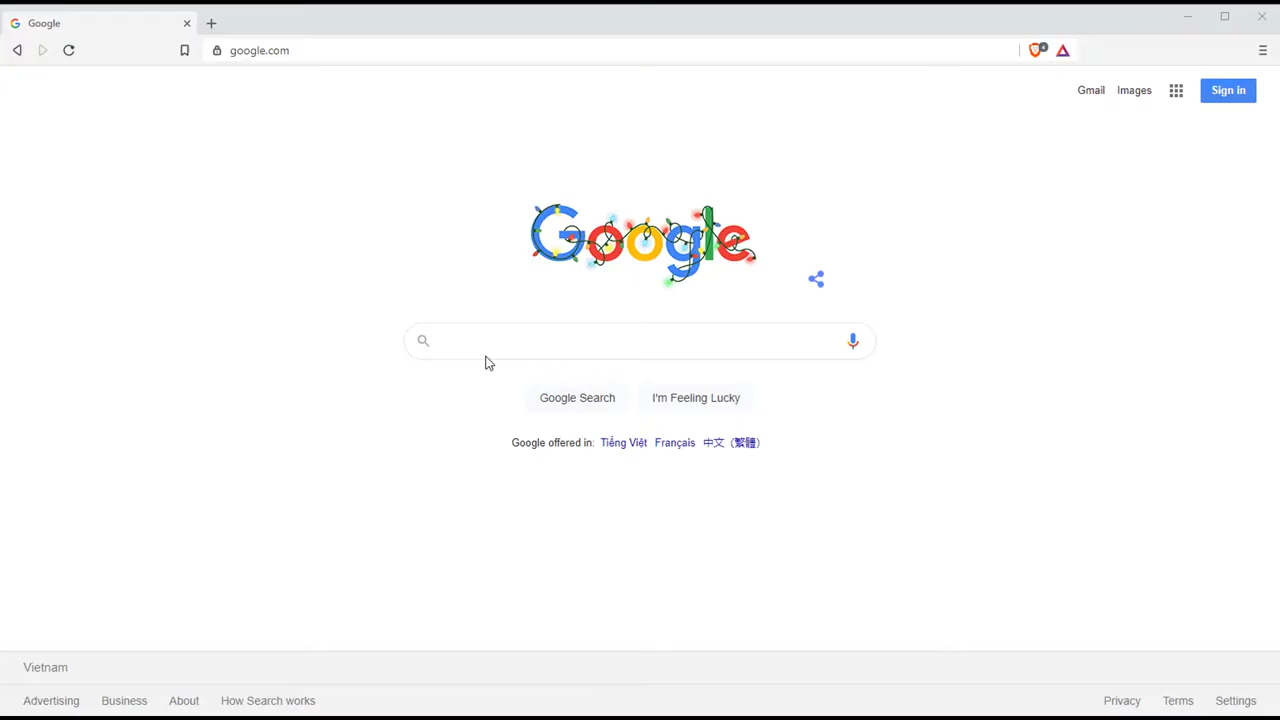 Google
google.com
4
Gmail Images Sign in
Google
Google Search I'm Feeling Lucky
Google offered in: Tiếng Việt Français 中文（繁體）
Vietnam
Advertising Business About How Search works Privacy Terms Settings